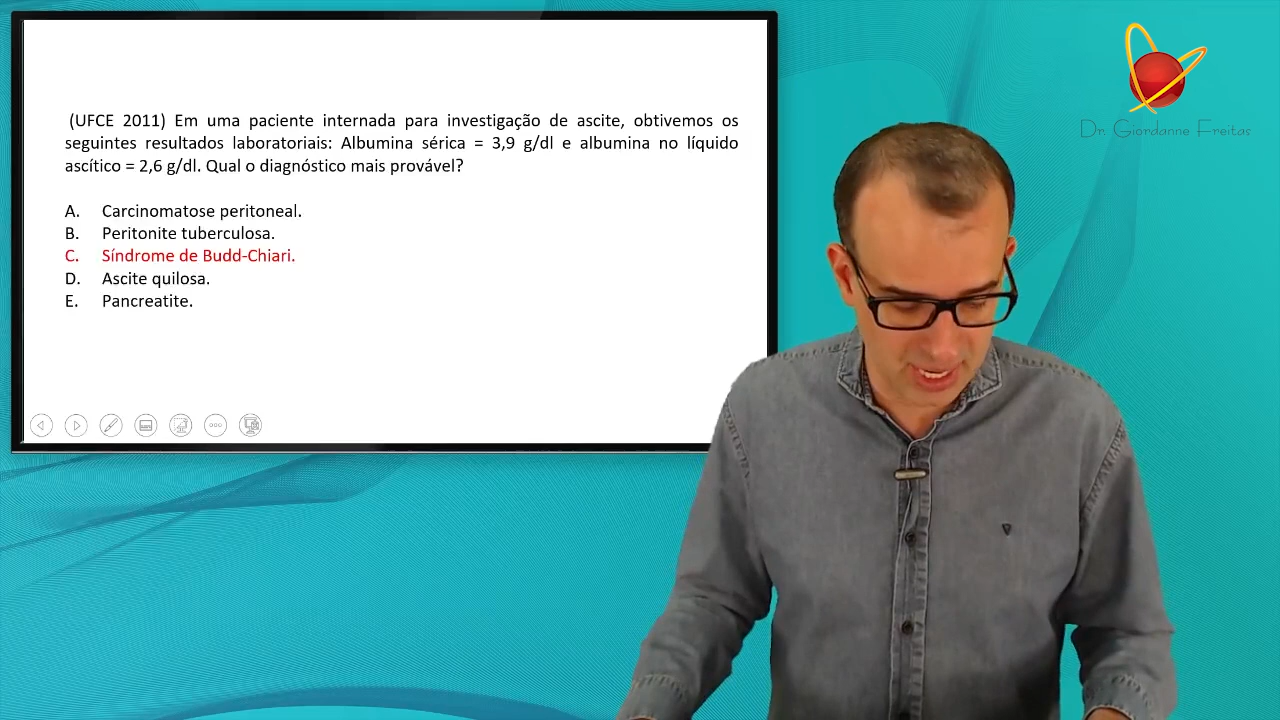 (UFCE 2011) Em uma paciente internada para investigação de ascite, obtivemos os
seguintes resultados laboratoriais: Albumina sérica = 3,9 g/dl e albumina no líquido
ascítico = 2,6 g/dl. Qual o diagnóstico mais provável?
A. Carcinomatose peritoneal.
B. Peritonite tuberculosa.
C. Síndrome de Budd-Chiari.
D. Ascite quilosa.
E. Pancreatite.
Dr. Giordanne Freitas